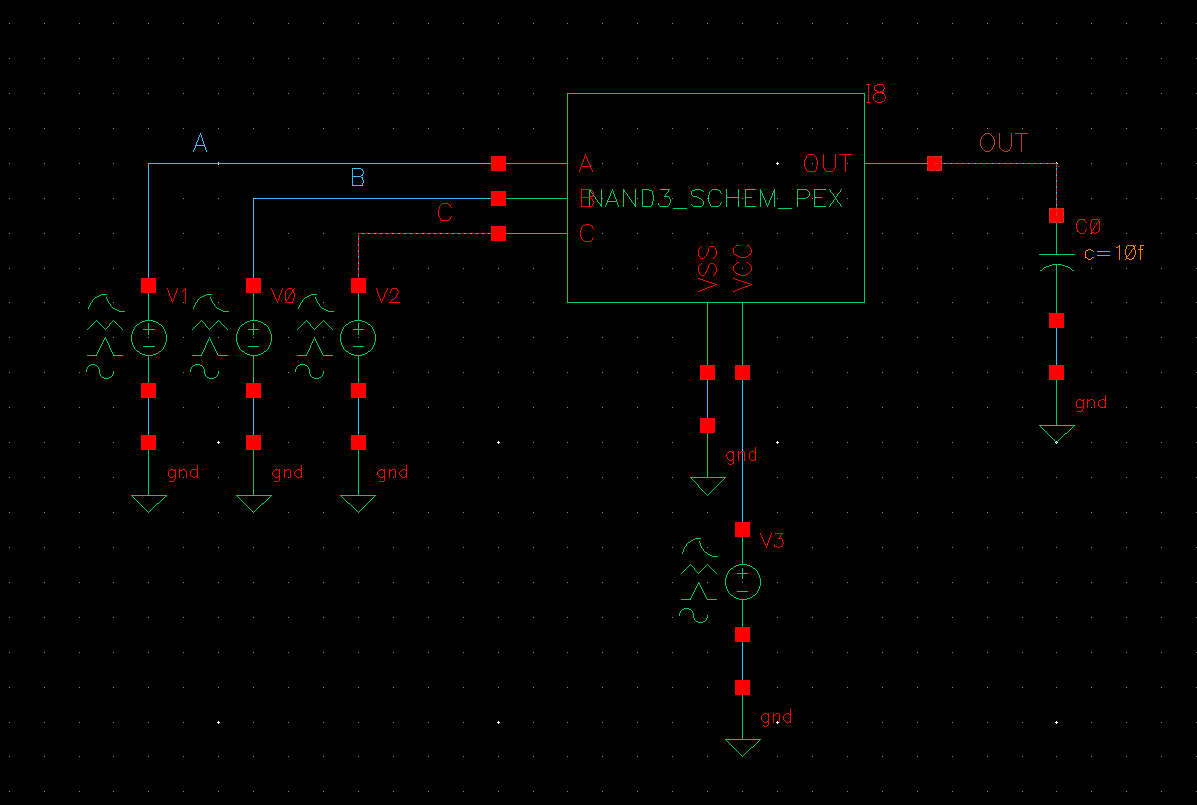 I8
A
A
OUT
OUT
B
B
NAND3_SCHEM_PEX
C
C
C0
c=10f
VSS
VCC
V1
V0
V2
gnd
gnd
gnd
gnd
gnd
V3
gnd